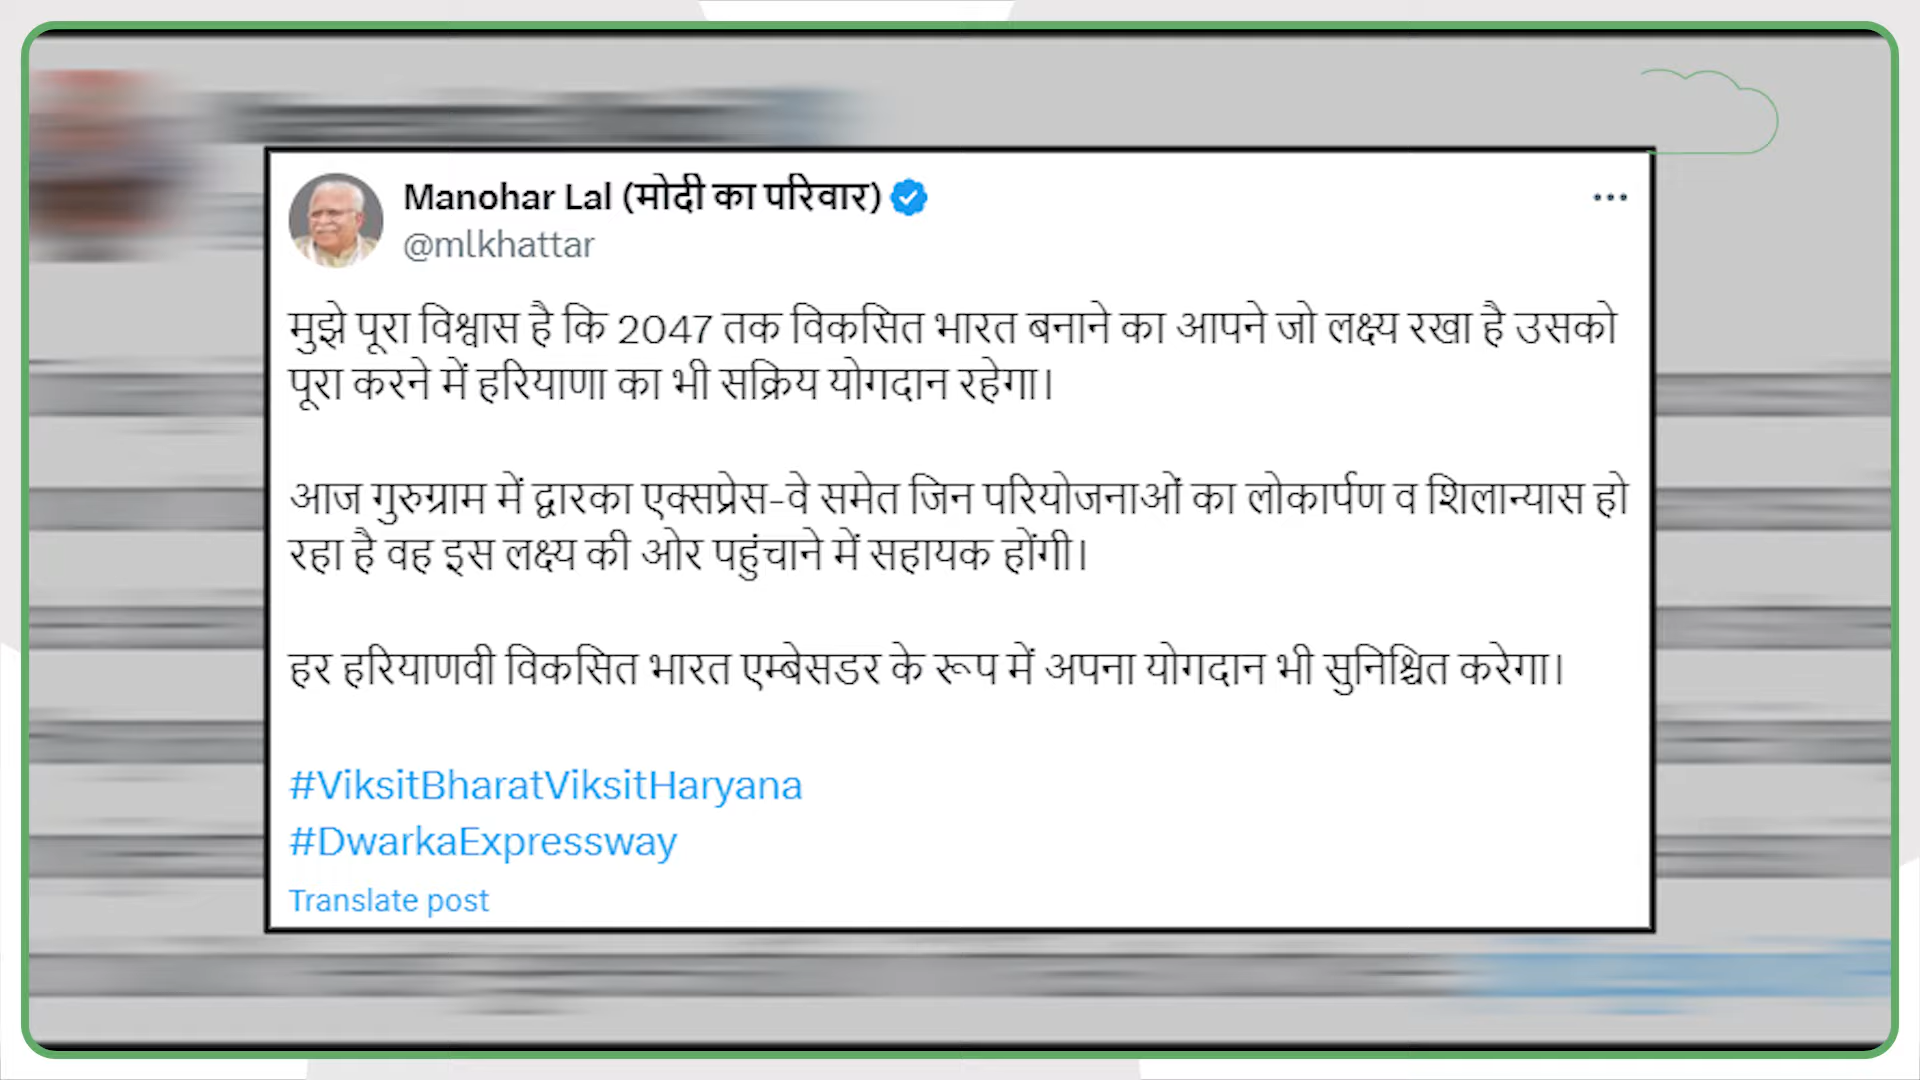 Manohar Lal (मोदी का परिवार)
@mlkhattar
मुझे पूरा विश्वास है कि 2047 तक विकसित भारत बनाने का आपने जो लक्ष्य रखा है उसको
पूरा करने में हरियाणा का भी सक्रिय योगदान रहेगा।
आज गुरुग्राम में द्वारका एक्सप्रेस-वे समेत जिन परियोजनाओं का लोकार्पण व शिलान्यास हो
रहा है वह इस लक्ष्य की ओर पहुंचाने में सहायक होंगी।
हर हरियाणवी विकसित भारत एम्बेसडर के रूप में अपना योगदान भी सुनिश्चित करेगा।
#ViksitBharatViksitHaryana
#DwarkaExpressway
Translate post